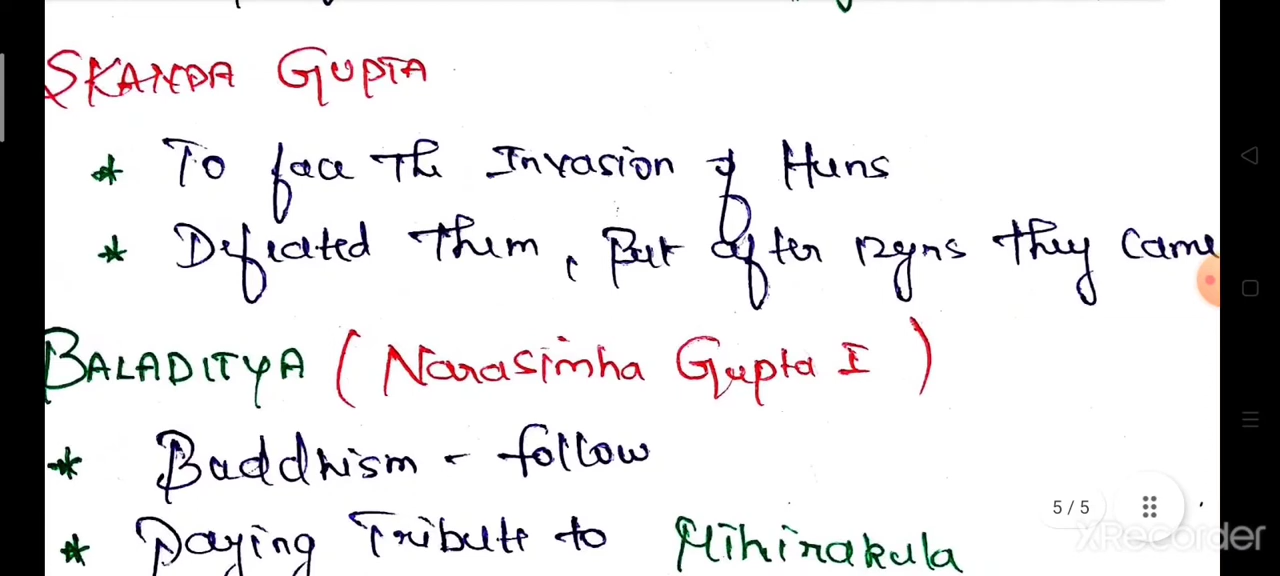 SKANDA GUPTA
* To face The Invasion of Huns
* Defeated Them, But after 12yrs They Came
BALADITYA (Narasimha Gupta I)
* Buddhism - follow
* Paying Tribute to Mihirakula
5/5
XRecorder